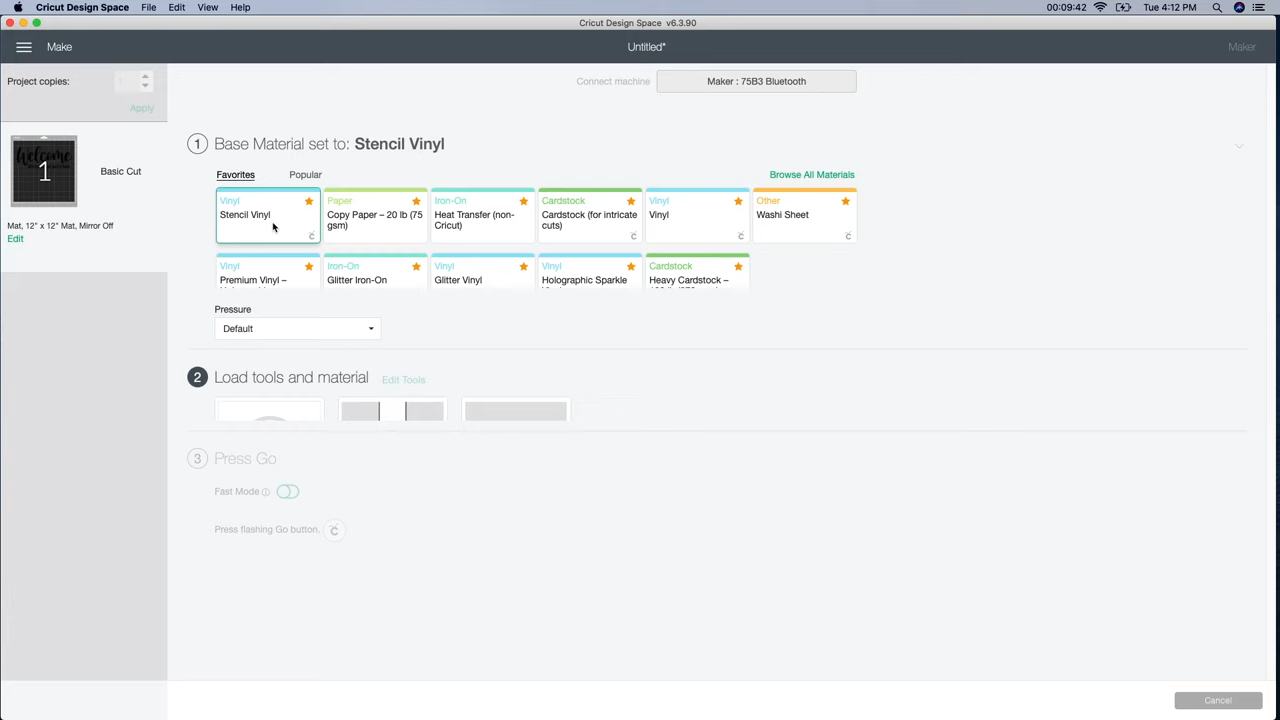 Cricut Design Space File Edit View Help 00:09:42 Tue 4:12 PM
Cricut Design Space v6.3.90
Make Untitled* Maker
Project copies: 1
Apply
Connect machine Maker : 75B3 Bluetooth
Welcome
1
Basic Cut
Mat, 12" x 12" Mat, Mirror Off
Edit
1 Base Material set to: Stencil Vinyl
Favorites Popular Browse All Materials
Vinyl
Stencil Vinyl
Paper
Copy Paper – 20 lb (75
gsm)
Iron-On
Heat Transfer (non-
Cricut)
Cardstock
Cardstock (for intricate
cuts)
Vinyl
Vinyl
Other
Washi Sheet
Vinyl
Premium Vinyl –
Iron-On
Glitter Iron-On
Vinyl
Glitter Vinyl
Vinyl
Holographic Sparkle
Cardstock
Heavy Cardstock –
Pressure
Default
2 Load tools and material Edit Tools
3 Press Go
Fast Mode
Press flashing Go button.
Cancel